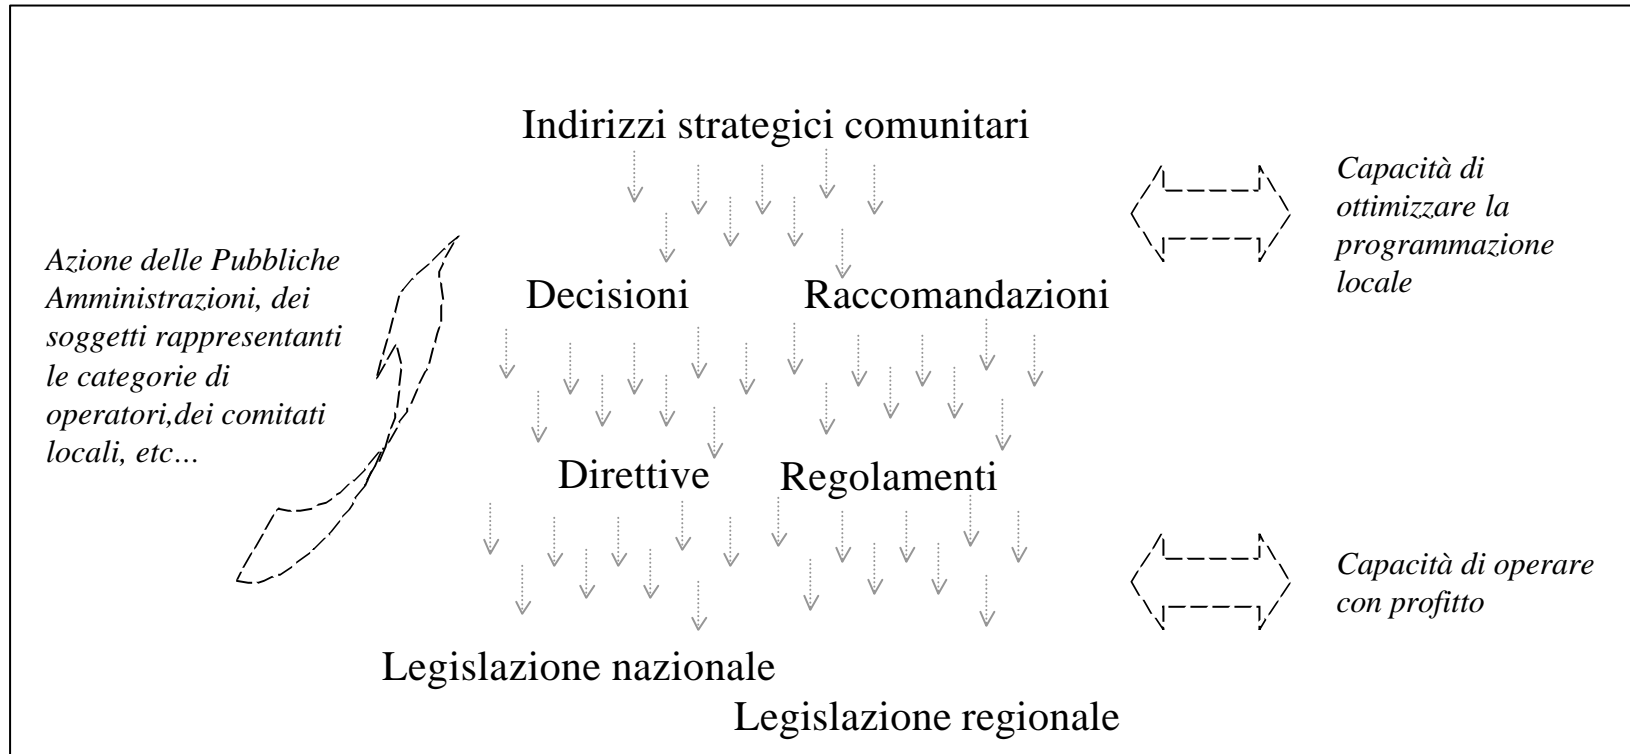 Indirizzi strategici comunitari
Capacità di
ottimizzare la
programmazione
locale
Azione delle Pubbliche
Amministrazioni, dei
soggetti rappresentanti
le categorie di
operatori,dei comitati
locali, etc…
Decisioni
Raccomandazioni
Direttive
Regolamenti
Capacità di operare
con profitto
Legislazione nazionale
Legislazione regionale